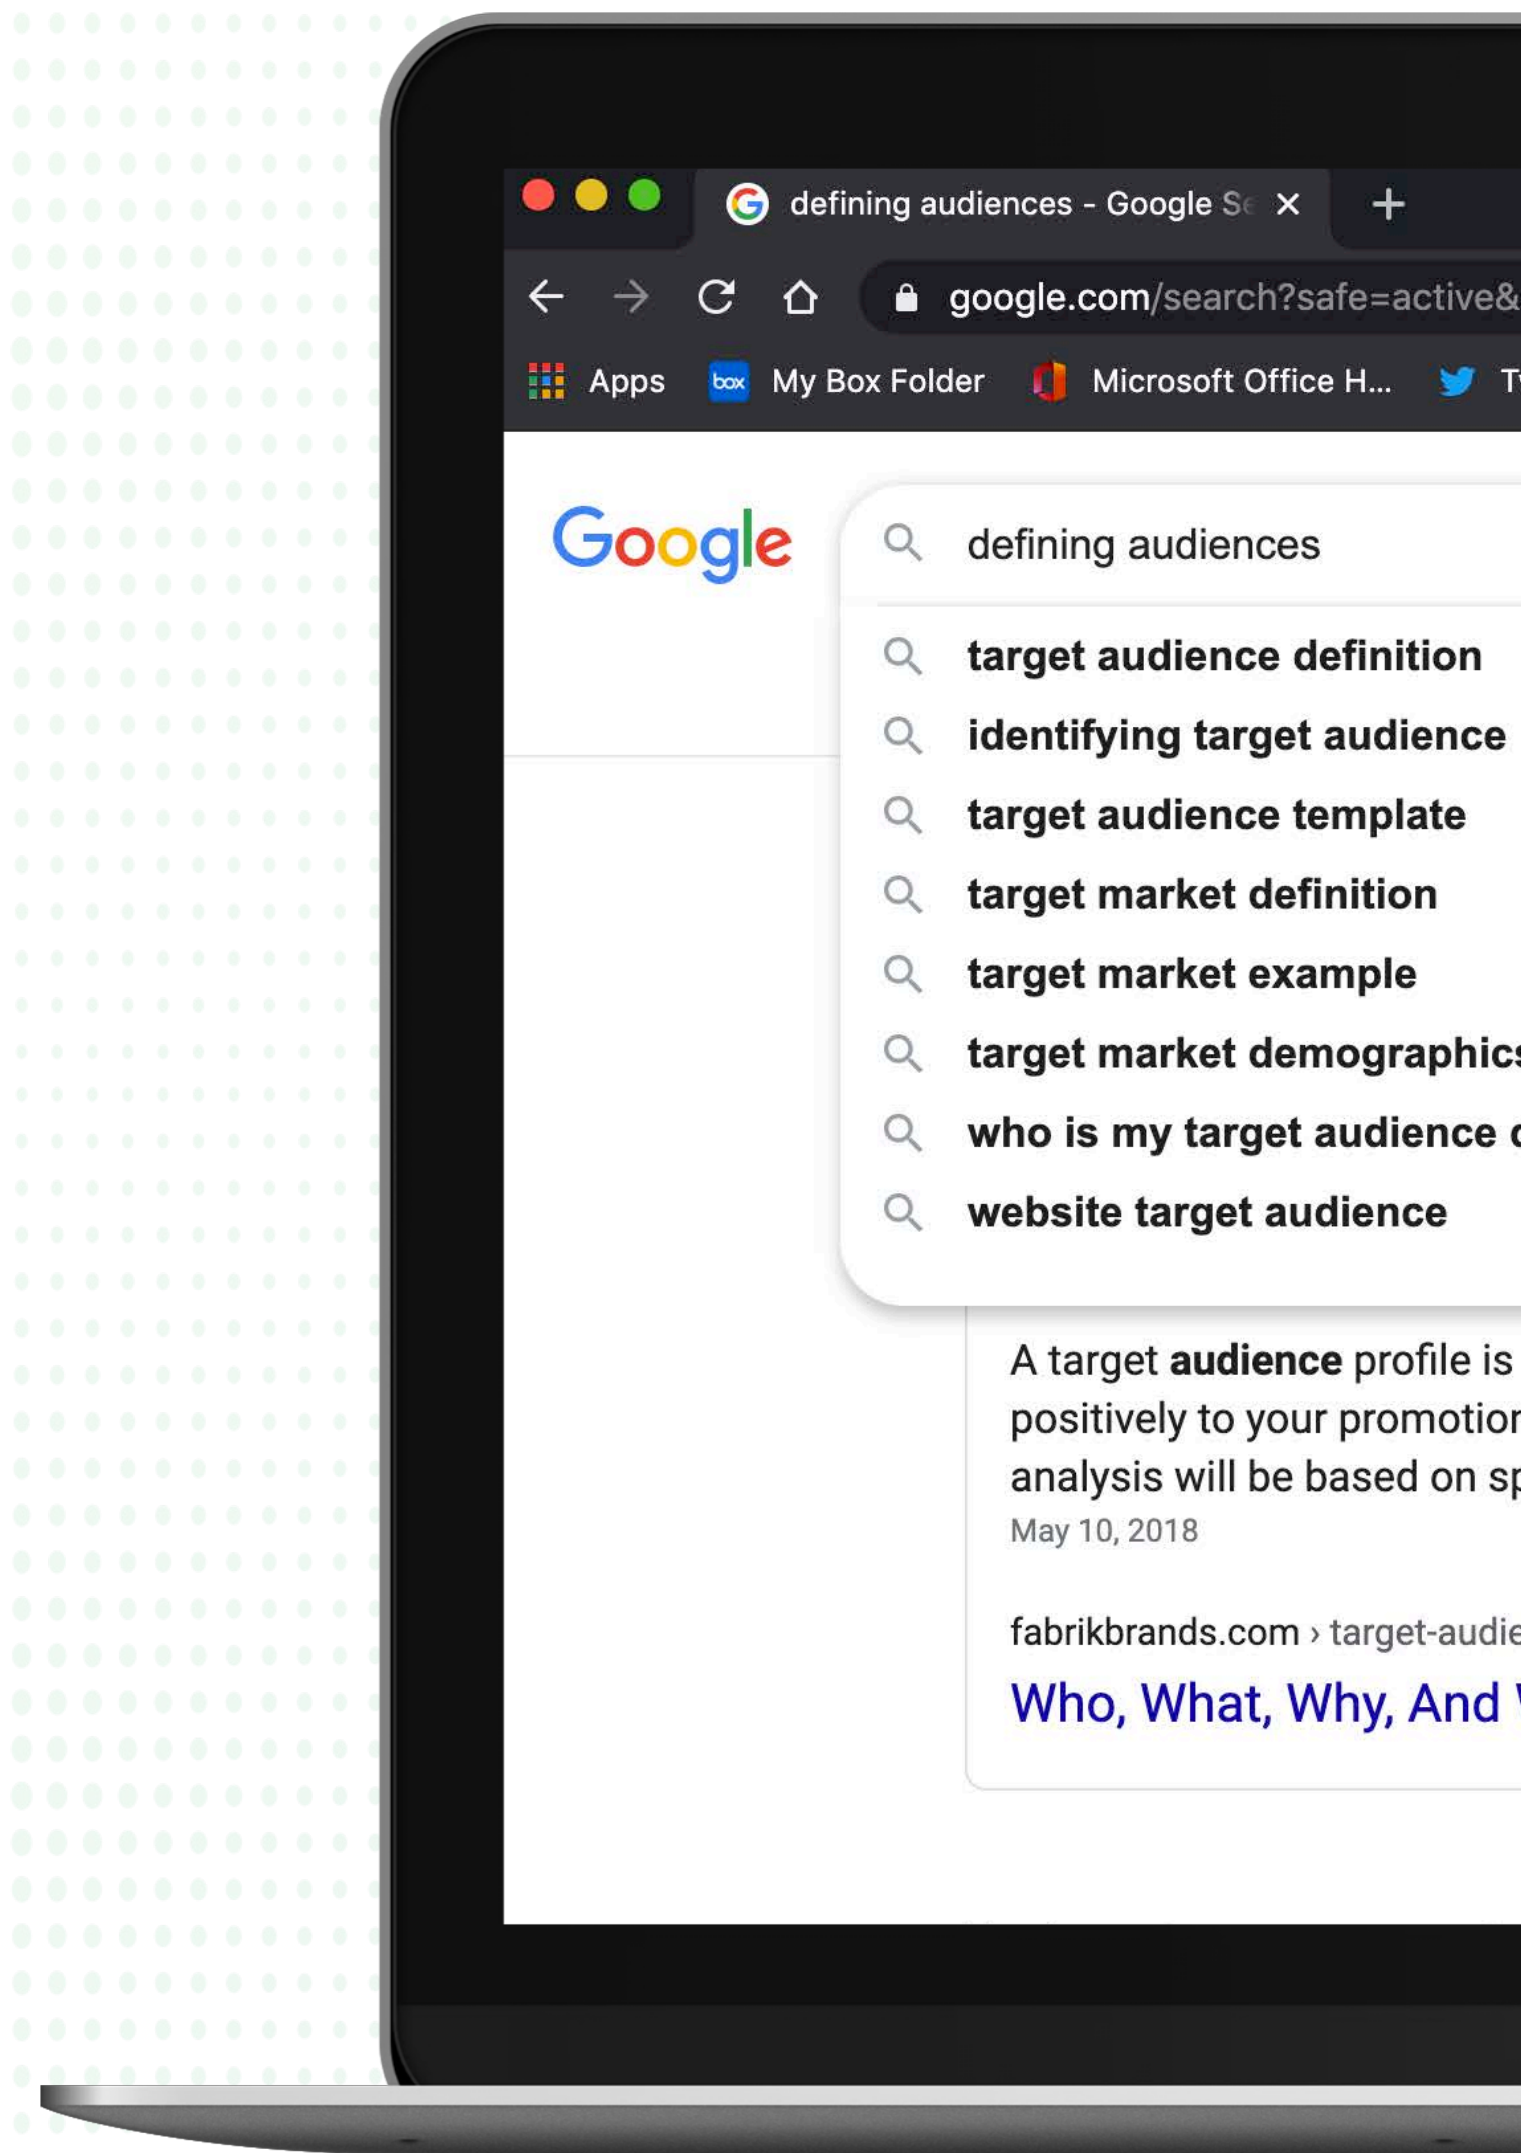 defining audiences - Google Se
google.com/search?safe=active&
Apps
box
My Box Folder
Microsoft Office H...
Google
defining audiences
target audience definition
identifying target audience
target audience template
target market definition
target market example
target market demographics
who is my target audience
website target audience
A target audience profile is
positively to your promotion
analysis will be based on sp
May 10, 2018
fabrikbrands.com › target-audie
Who, What, Why, And